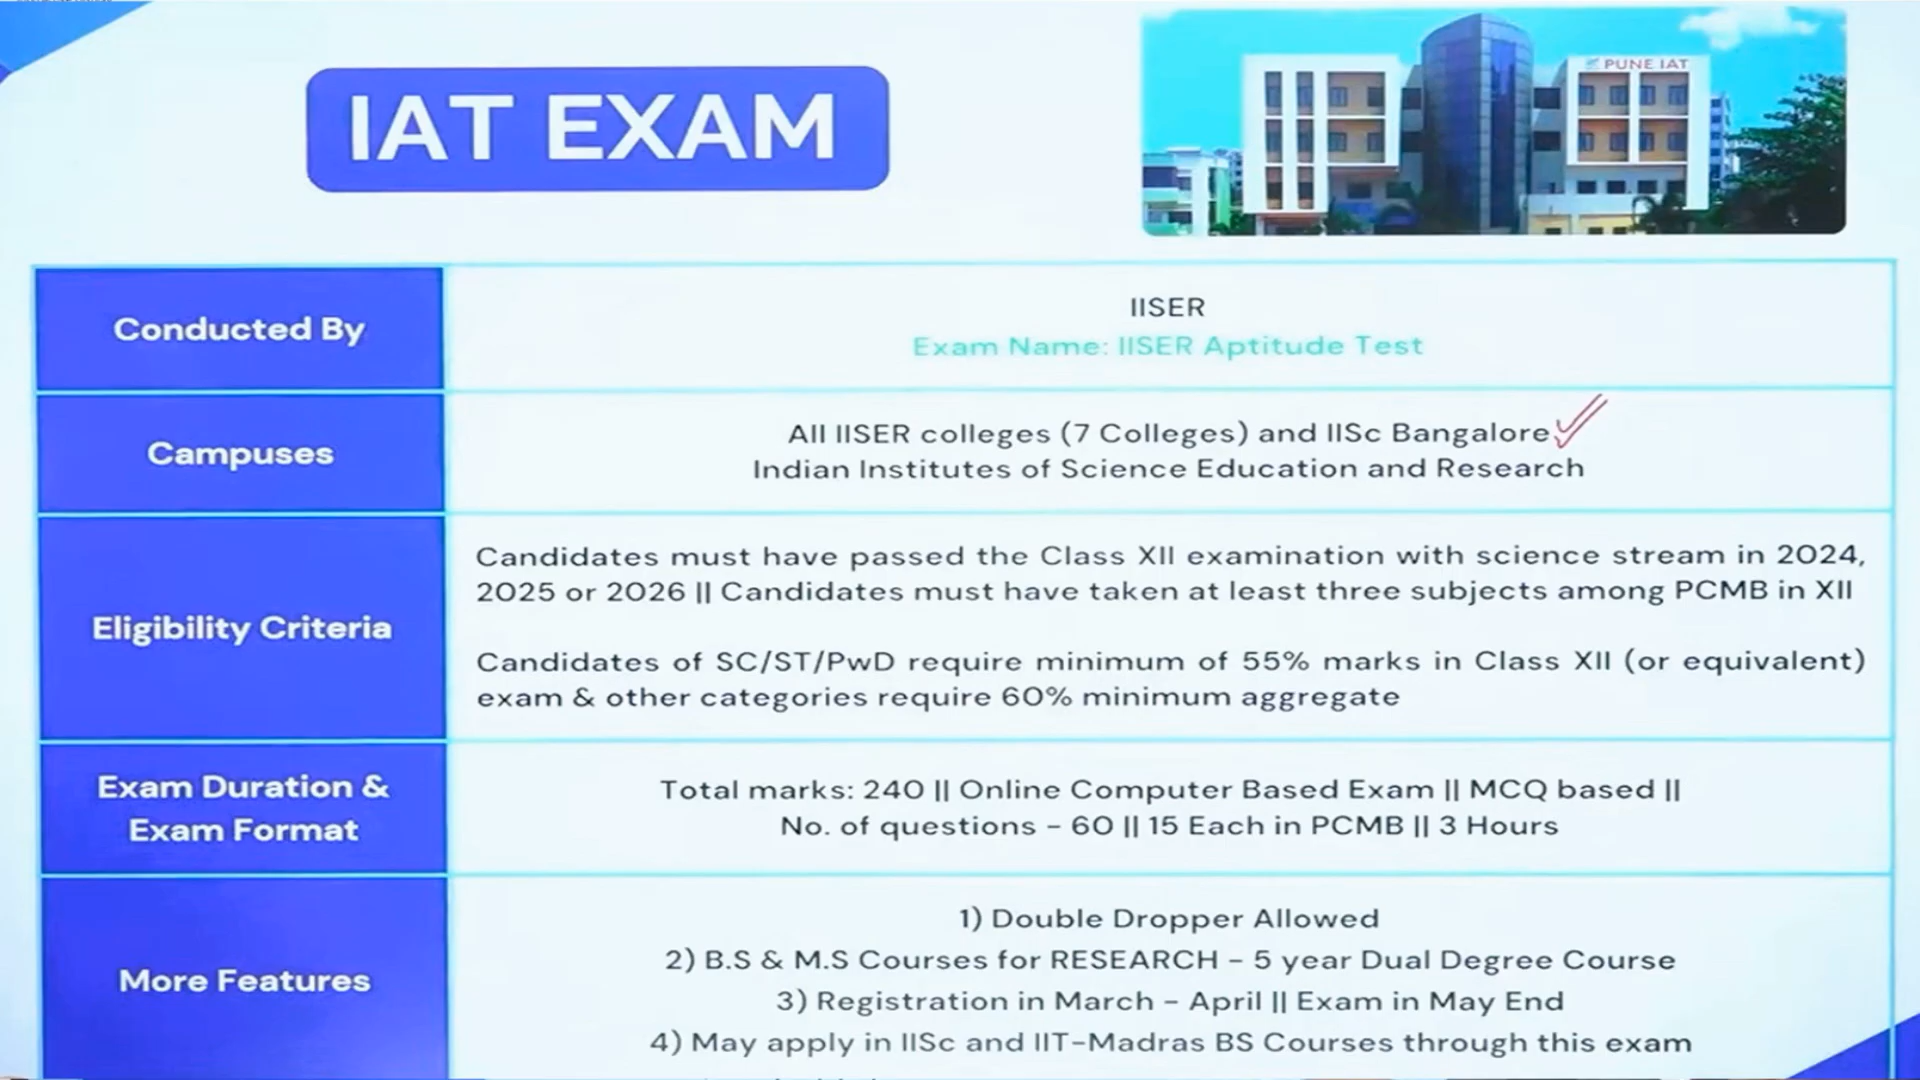 IAT EXAM
PUNE IAT
Conducted By
IISER
Exam Name: IISER Aptitude Test
Campuses
All IISER colleges (7 Colleges) and IISc Bangalore
Indian Institutes of Science Education and Research
Eligibility Criteria
Candidates must have passed the Class XII examination with science stream in 2024,
2025 or 2026 || Candidates must have taken at least three subjects among PCMB in XII
Candidates of SC/ST/PwD require minimum of 55% marks in Class XII (or equivalent)
exam & other categories require 60% minimum aggregate
Exam Duration &
Exam Format
Total marks: 240 || Online Computer Based Exam || MCQ based ||
No. of questions - 60 || 15 Each in PCMB || 3 Hours
More Features
1) Double Dropper Allowed
2) B.S & M.S Courses for RESEARCH - 5 year Dual Degree Course
3) Registration in March - April || Exam in May End
4) May apply in IISc and IIT-Madras BS Courses through this exam